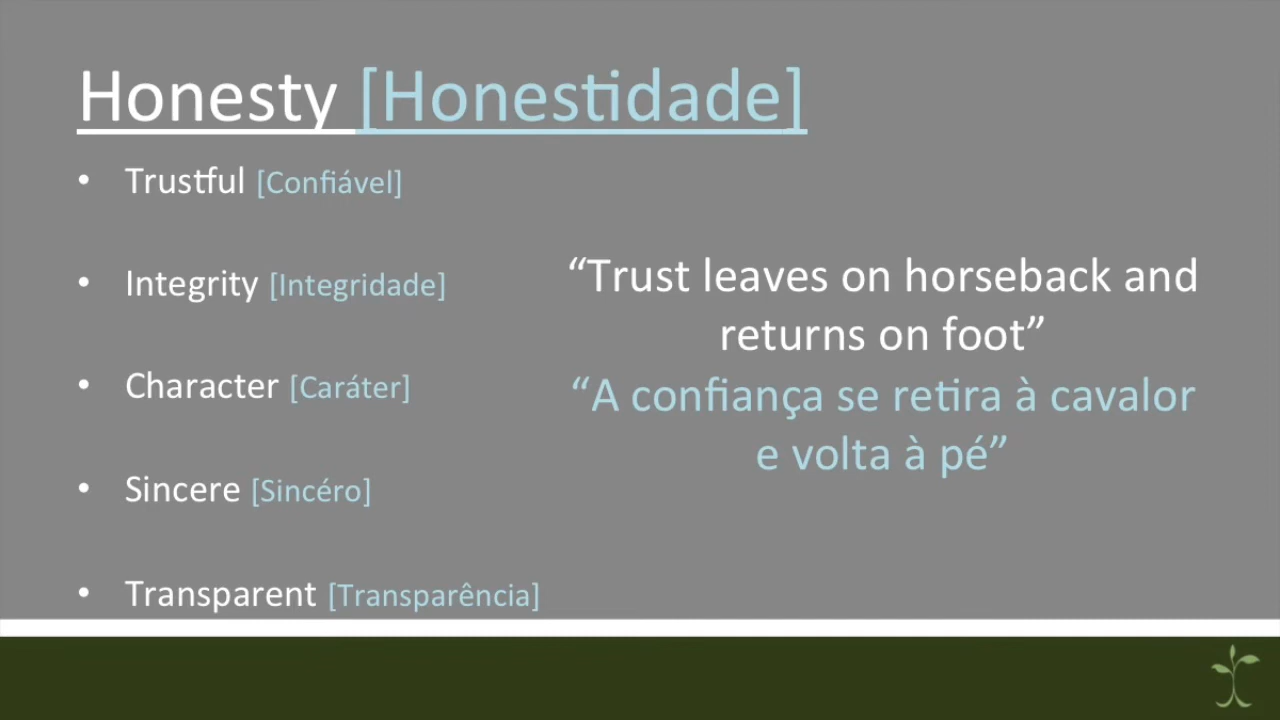 Honesty [Honestidade]
• Trustful [Confiável]
• Integrity [Integridade]
• Character [Caráter]
• Sincere [Sincéro]
• Transparent [Transparência]
“Trust leaves on horseback and
returns on foot”
“A confiança se retira à cavalor
e volta à pé”